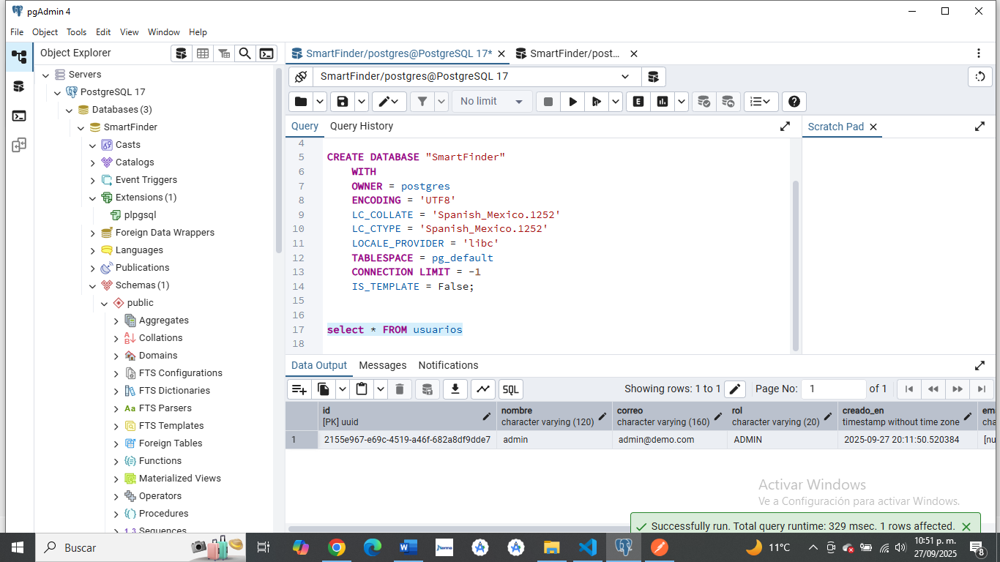 pgAdmin 4
File Object Tools Edit View Window Help
Object Explorer
SmartFinder/postgres@PostgreSQL 17*
SmartFinder/post...
Servers
PostgreSQL 17
Databases (3)
SmartFinder
Casts
Catalogs
Event Triggers
Extensions (1)
plpgsql
Foreign Data Wrappers
Languages
Publications
Schemas (1)
public
Aggregates
Collations
Domains
FTS Configurations
FTS Dictionaries
FTS Parsers
FTS Templates
Foreign Tables
Functions
Materialized Views
Operators
Procedures
Sequences
SmartFinder/postgres@PostgreSQL 17
No limit
E
Query Query History
Scratch Pad
4
5 CREATE DATABASE "SmartFinder"
6 WITH
7 OWNER = postgres
8 ENCODING = 'UTF8'
9 LC_COLLATE = 'Spanish_Mexico.1252'
10 LC_CTYPE = 'Spanish_Mexico.1252'
11 LOCALE_PROVIDER = 'libc'
12 TABLESPACE = pg_default
13 CONNECTION LIMIT = -1
14 IS_TEMPLATE = False;
15
16
17 select * FROM usuarios
18
Data Output Messages Notifications
SQL
Showing rows: 1 to 1
Page No: 1 of 1
id nombre correo rol creado_en ema
[PK] uuid character varying (120) character varying (160) character varying (20) timestamp without time zone cha
1 2155e967-e69c-4519-a46f-682a8df9dde7 admin admin@demo.com ADMIN 2025-09-27 20:11:50.520384 [nu
Activar Windows
Ve a Configuración para activar Windows.
Successfully run. Total query runtime: 329 msec. 1 rows affected.
Buscar
Norma
11°C
10:51 p. m.
27/09/2025
8